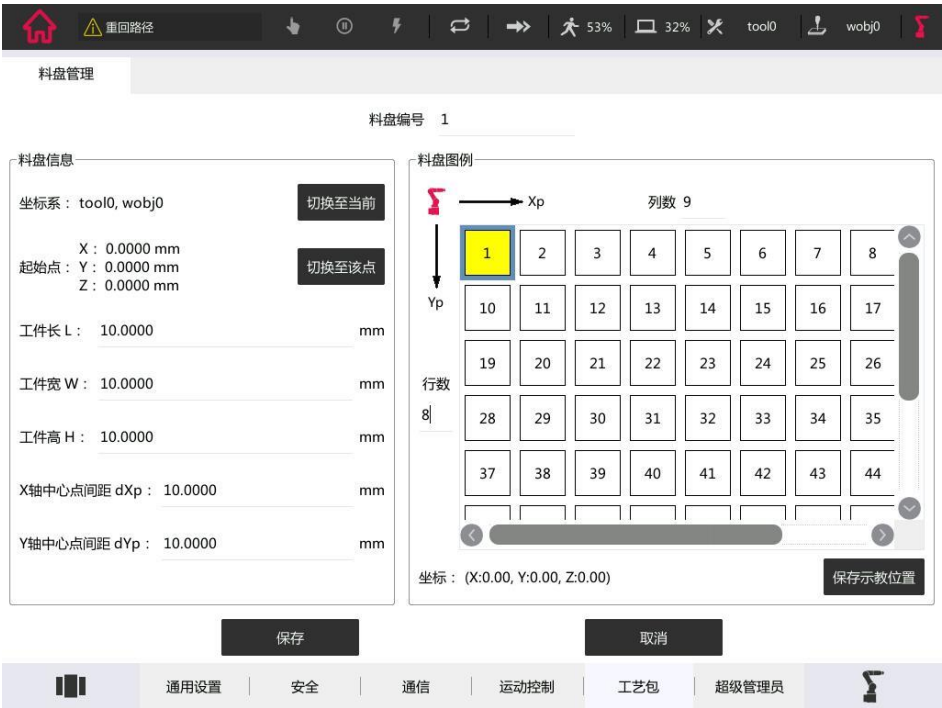 重回路径 53% 32% tool0 wobj0
料盘管理
料盘编号 1
料盘信息
坐标系： tool0, wobj0 切换至当前
X： 0.0000 mm
起始点： Y： 0.0000 mm 切换至该点
Z： 0.0000 mm
工件长 L： 10.0000 mm
工件宽 W： 10.0000 mm
工件高 H： 10.0000 mm
X轴中心点间距 dXp： 10.0000 mm
Y轴中心点间距 dYp： 10.0000 mm
料盘图例
Xp 列数 9
1 2 3 4 5 6 7 8
Yp 10 11 12 13 14 15 16 17
19 20 21 22 23 24 25 26
行数
8 28 29 30 31 32 33 34 35
37 38 39 40 41 42 43 44
坐标： (X:0.00, Y:0.00, Z:0.00) 保存示教位置
保存 取消
通用设置 安全 通信 运动控制 工艺包 超级管理员